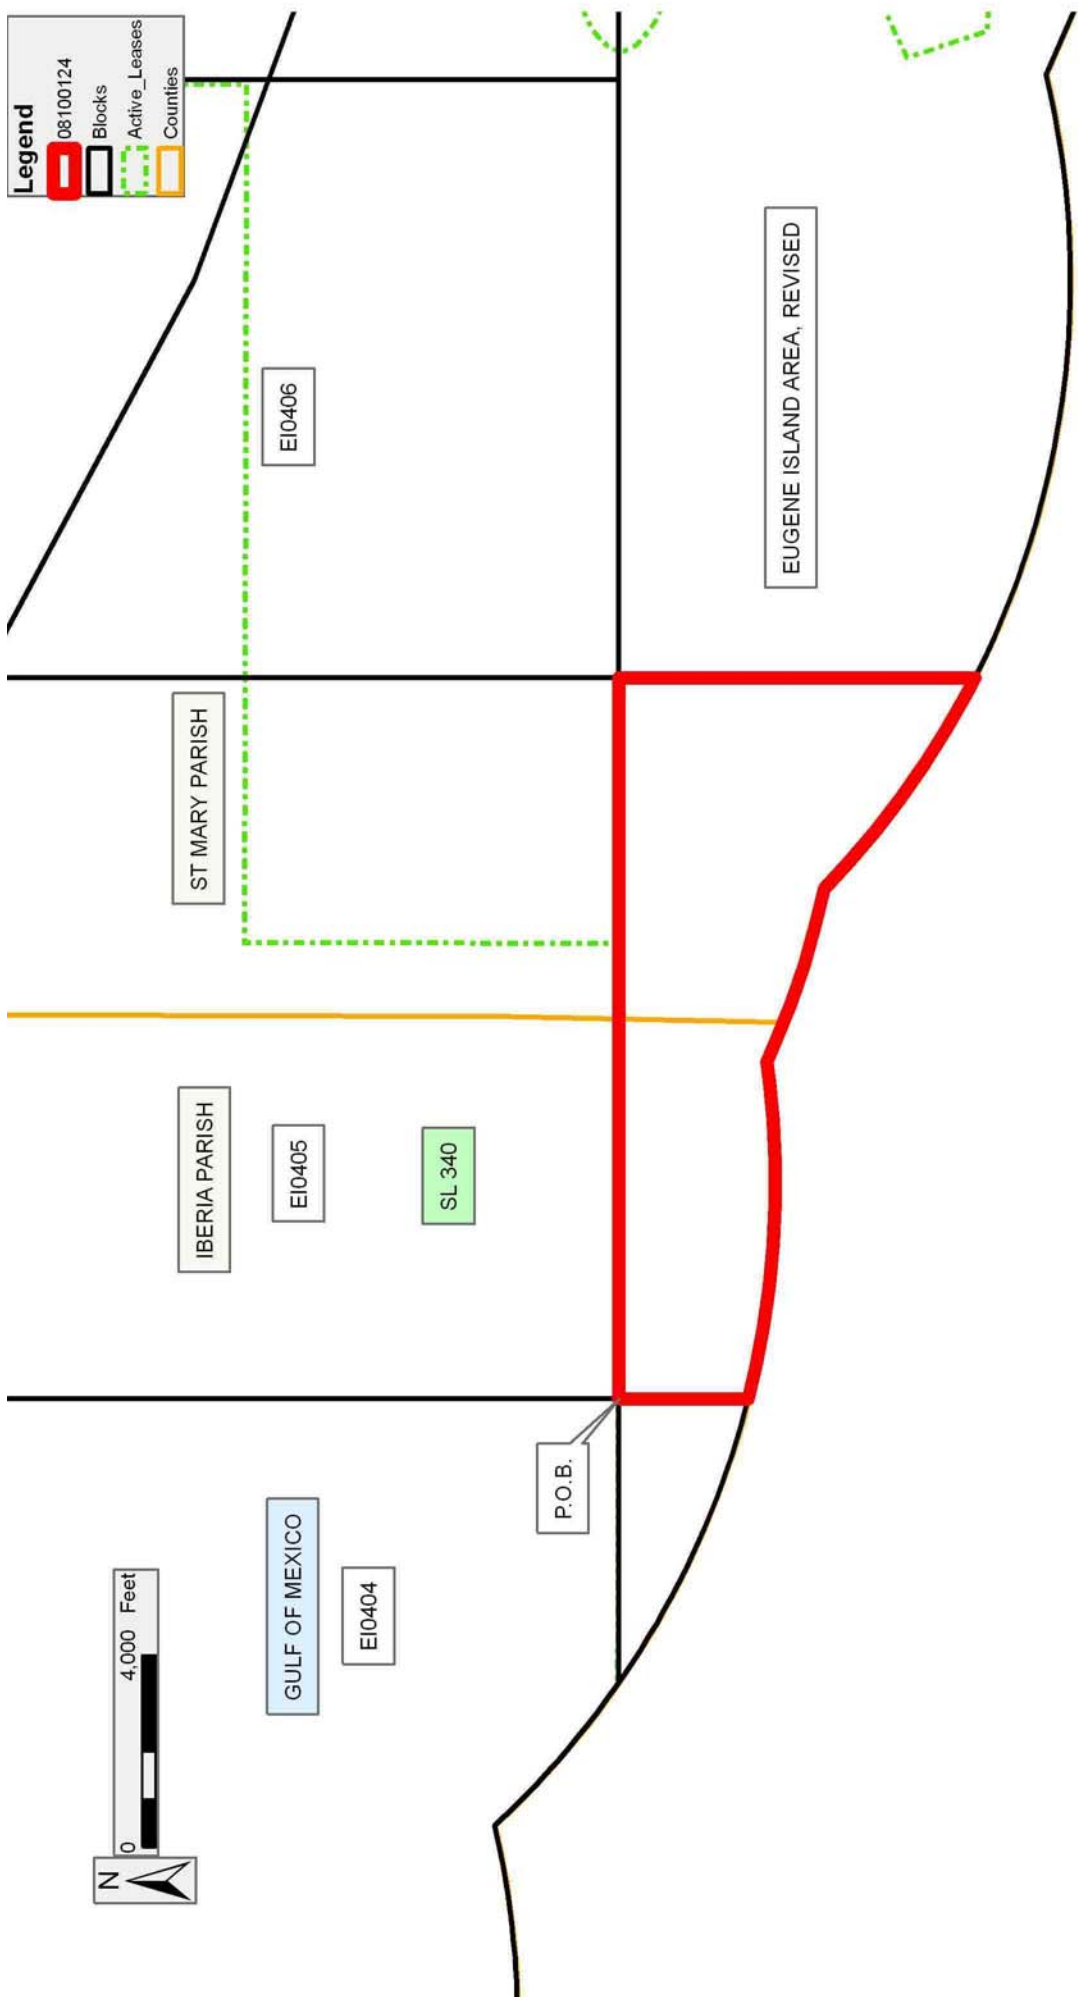 Legend
08100124
Blocks
Active_Leases
Counties
N
0
4,000 Feet
ST MARY PARISH
IBERIA PARISH
GULF OF MEXICO
EI0406
EI0405
EI0404
SL 340
P.O.B.
EUGENE ISLAND AREA, REVISED